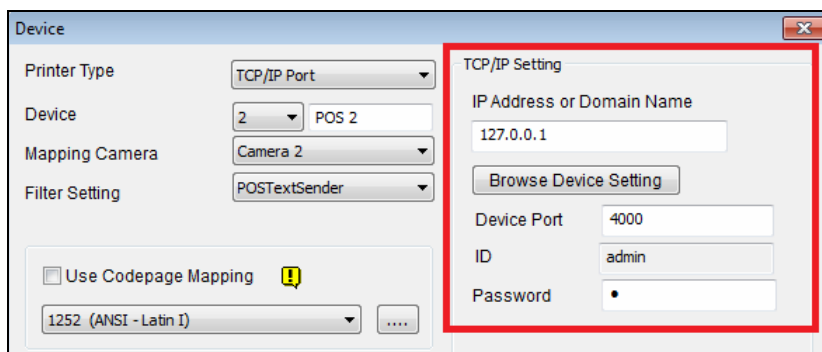 Device
Printer Type
TCP/IP Port
Device
2
POS 2
Mapping Camera
Camera 2
Filter Setting
POSTextSender
Use Codepage Mapping
!
1252 (ANSI - Latin I)
....
TCP/IP Setting
IP Address or Domain Name
127.0.0.1
Browse Device Setting
Device Port
4000
ID
admin
Password
•